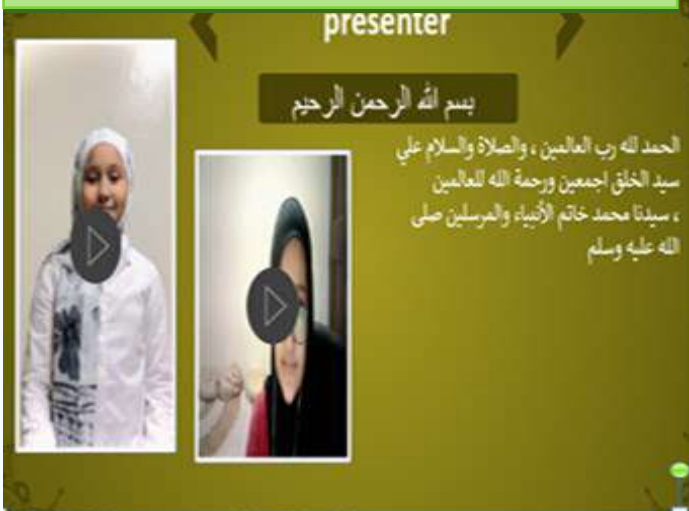 presenter
بسم الله الرحمن الرحيم
الحمد لله رب العالمين ، والصلاة والسلام علي
سيد الخلق اجمعين ورحمة الله للعالمين
، سيدنا محمد خاتم الأنبياء والمرسلين صلى
الله عليه وسلم